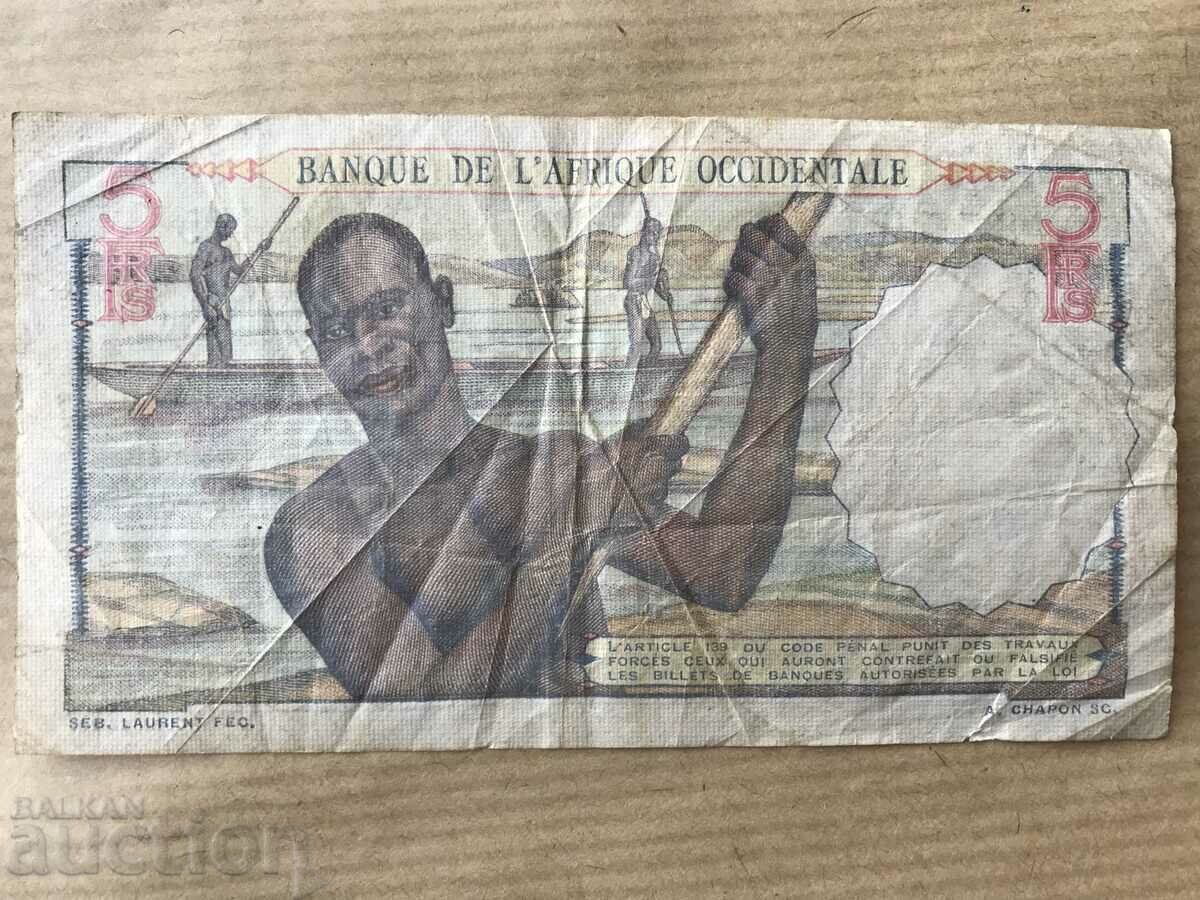 BANQUE DE L'AFRIQUE OCCIDENTALE
5
FRS
5
FRS
L'ARTICLE 139 DU CODE PÉNAL PUNIT DES TRAVAUX
FORCÉS CEUX QUI AURONT CONTREFAIT OU FALSIFIÉ
LES BILLETS DE BANQUES AUTORISÉES PAR LA LOI
SEB. LAURENT FEC.
A. CHAPON SC.
BALKAN
auction